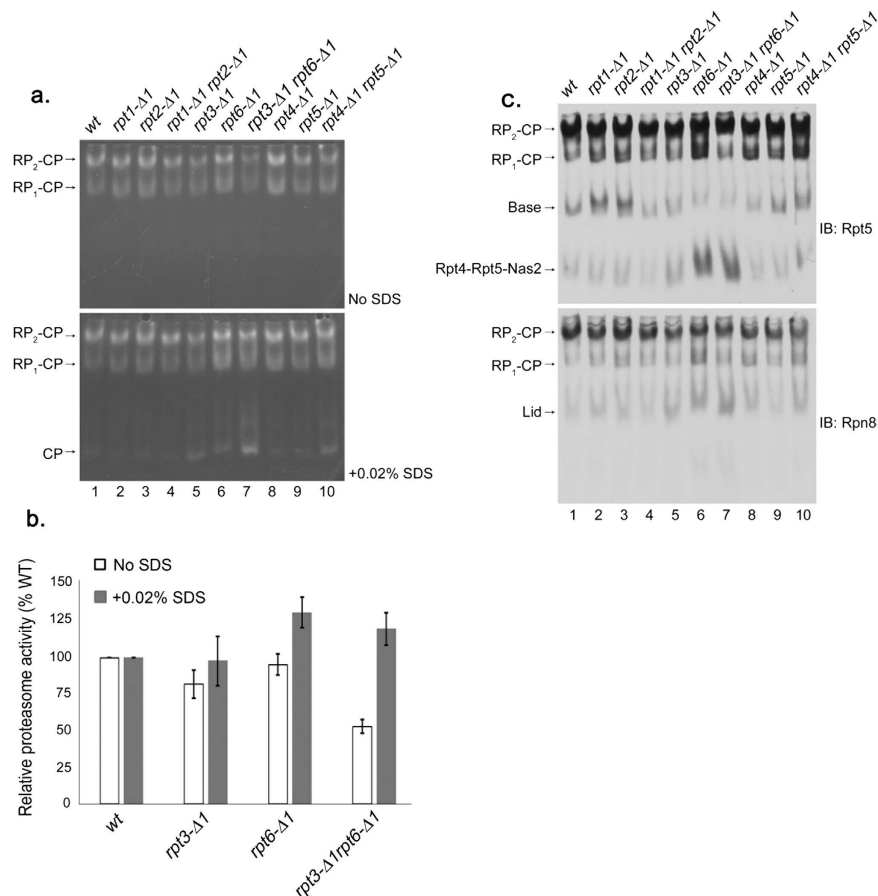 a.
wt
rpt1-Δ1
rpt2-Δ1
rpt1-Δ1 rpt2-Δ1
rpt3-Δ1
rpt6-Δ1
rpt3-Δ1 rpt6-Δ1
rpt4-Δ1
rpt5-Δ1
rpt4-Δ1 rpt5-Δ1
RP₂-CP
RP₁-CP
No SDS
RP₂-CP
RP₁-CP
CP
+0.02% SDS
1 2 3 4 5 6 7 8 9 10
b.
No SDS
+0.02% SDS
Relative proteasome activity (% WT)
150
125
100
75
50
25
0
wt
rpt3-Δ1
rpt6-Δ1
rpt3-Δ1rpt6-Δ1
c.
wt
rpt1-Δ1
rpt2-Δ1
rpt1-Δ1 rpt2-Δ1
rpt3-Δ1
rpt6-Δ1
rpt3-Δ1 rpt6-Δ1
rpt4-Δ1
rpt5-Δ1
rpt4-Δ1 rpt5-Δ1
RP₂-CP
RP₁-CP
Base
IB: Rpt5
Rpt4-Rpt5-Nas2
RP₂-CP
RP₁-CP
Lid
IB: Rpn8
1 2 3 4 5 6 7 8 9 10